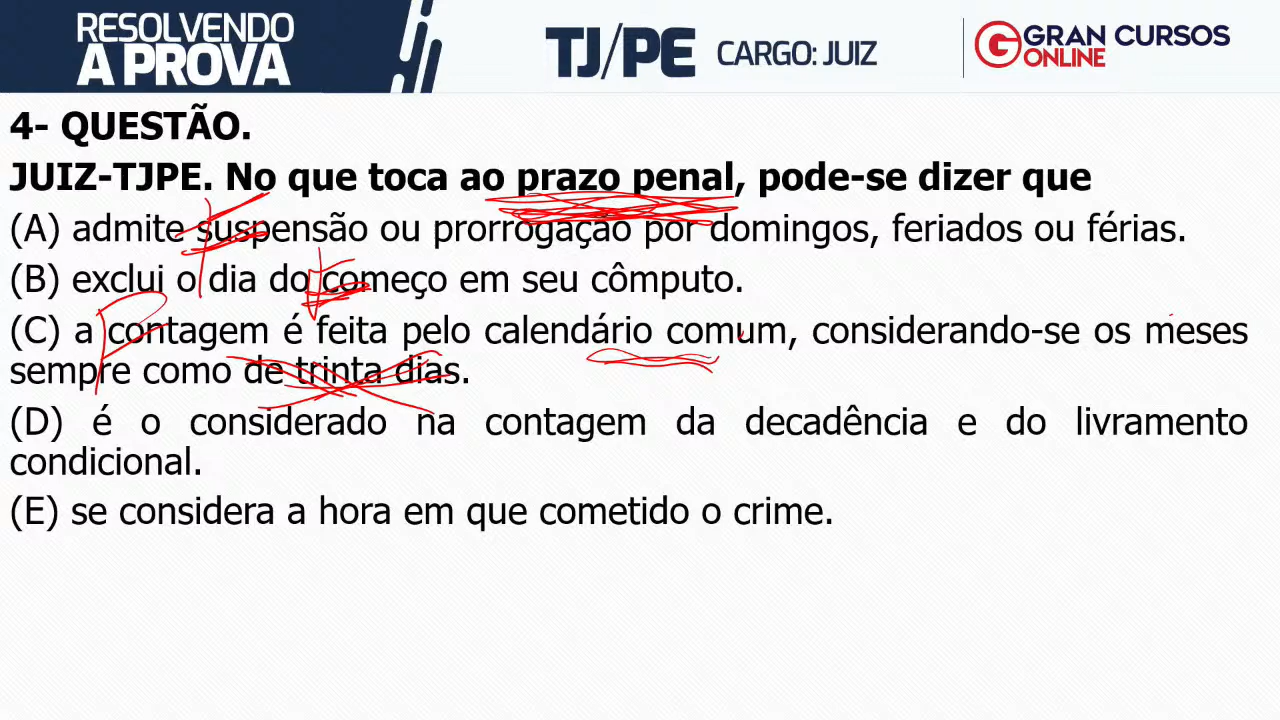 RESOLVENDO
A PROVA
TJ/PE CARGO: JUIZ
G GRAN CURSOS
ONLINE
4- QUESTÃO.
JUIZ-TJPE. No que toca ao prazo penal, pode-se dizer que
(A) admite suspensão ou prorrogação por domingos, feriados ou férias.
(B) exclui o dia do começo em seu cômputo.
(C) a contagem é feita pelo calendário comum, considerando-se os meses
sempre como de trinta dias.
(D) é o considerado na contagem da decadência e do livramento
condicional.
(E) se considera a hora em que cometido o crime.